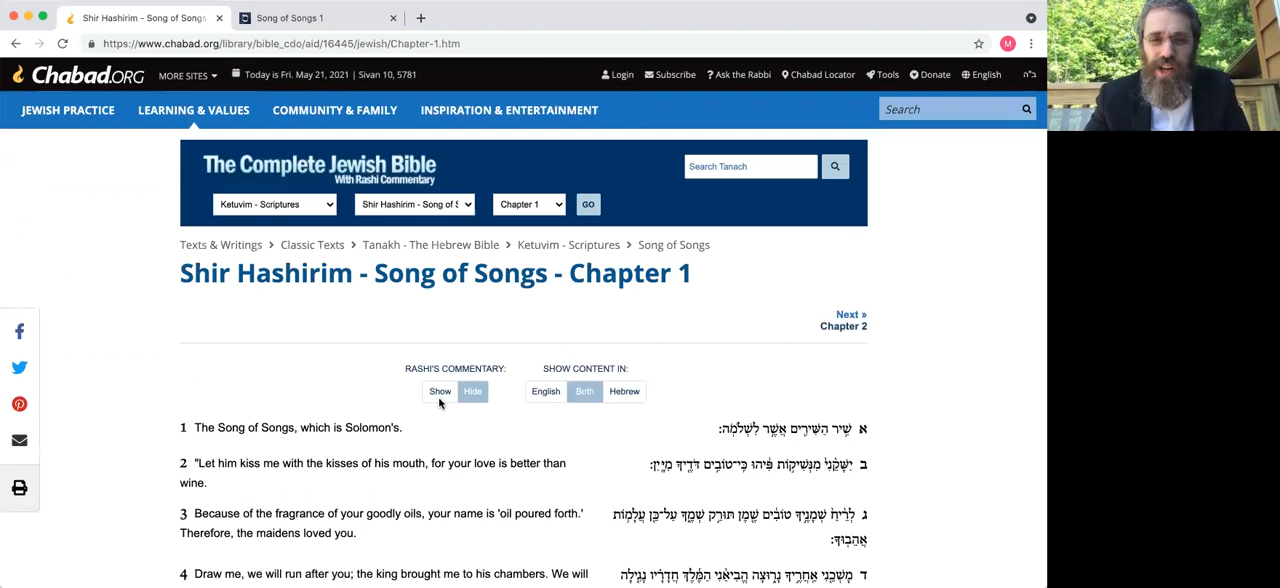 Shir Hashirim - Song of Songs
Song of Songs 1
https://www.chabad.org/library/bible_cdo/aid/16445/jewish/Chapter-1.htm
M
Chabad.ORG MORE SITES Today is Fri. May 21, 2021 | Sivan 10, 5781 Login Subscribe Ask the Rabbi Chabad Locator Tools Donate English ב"ה
JEWISH PRACTICE LEARNING & VALUES COMMUNITY & FAMILY INSPIRATION & ENTERTAINMENT Search
The Complete Jewish Bible
With Rashi Commentary
Search Tanach
Ketuvim - Scriptures Shir Hashirim - Song of S Chapter 1 GO
Texts & Writings > Classic Texts > Tanakh - The Hebrew Bible > Ketuvim - Scriptures > Song of Songs
Shir Hashirim - Song of Songs - Chapter 1
Next »
Chapter 2
RASHI'S COMMENTARY: SHOW CONTENT IN:
Show Hide English Both Hebrew
1 The Song of Songs, which is Solomon's.
א שִׁ֥יר הַשִּׁירִ֖ים אֲשֶׁ֥ר לִשְׁלֹמֹֽה:
2 "Let him kiss me with the kisses of his mouth, for your love is better than
wine.
ב יִשָּׁקֵ֨נִי֙ מִנְּשִׁיק֣וֹת פִּ֔יהוּ כִּי־טוֹבִ֥ים דֹּדֶ֖יךָ מִיָּֽיִן:
3 Because of the fragrance of your goodly oils, your name is 'oil poured forth.'
Therefore, the maidens loved you.
ג לְרֵ֨יחַ֙ שְׁמָנֶ֣יךָ טוֹבִ֔ים שֶׁ֖מֶן תּוּרַ֣ק שְׁמֶ֑ךָ עַל־כֵּ֖ן עֲלָמ֥וֹת
אֲהֵבֽוּךָ:
4 Draw me, we will run after you; the king brought me to his chambers. We will
ד מָשְׁכֵ֖נִי אַֽחֲרֶ֣יךָ נָּר֑וּצָה הֱבִיאַ֨נִי הַמֶּ֜לֶךְ חֲדָרָ֗יו נָגִ֤ילָה